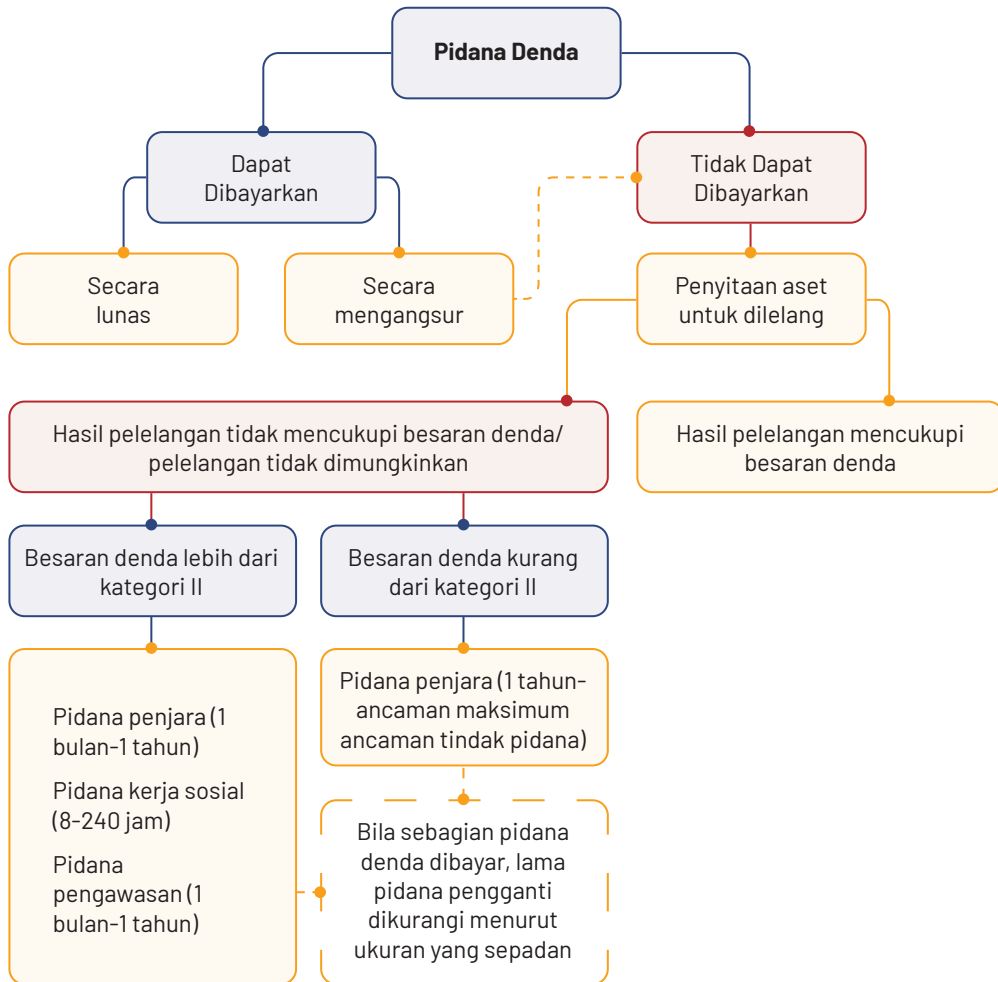 Pidana Denda
Dapat
Dibayarkan
Tidak Dapat
Dibayarkan
Secara
lunas
Secara
mengangsur
Penyitaan aset
untuk dilelang
Hasil pelelangan tidak mencukupi besaran denda/
pelelangan tidak dimungkinkan
Hasil pelelangan mencukupi
besaran denda
Besaran denda lebih dari
kategori II
Besaran denda kurang
dari kategori II
Pidana penjara (1
bulan-1 tahun)
Pidana kerja sosial
(8-240 jam)
Pidana
pengawasan (1
bulan-1 tahun)
Pidana penjara (1 tahun-
ancaman maksimum
ancaman tindak pidana)
Bila sebagian pidana
denda dibayar, lama
pidana pengganti
dikurangi menurut
ukuran yang sepadan